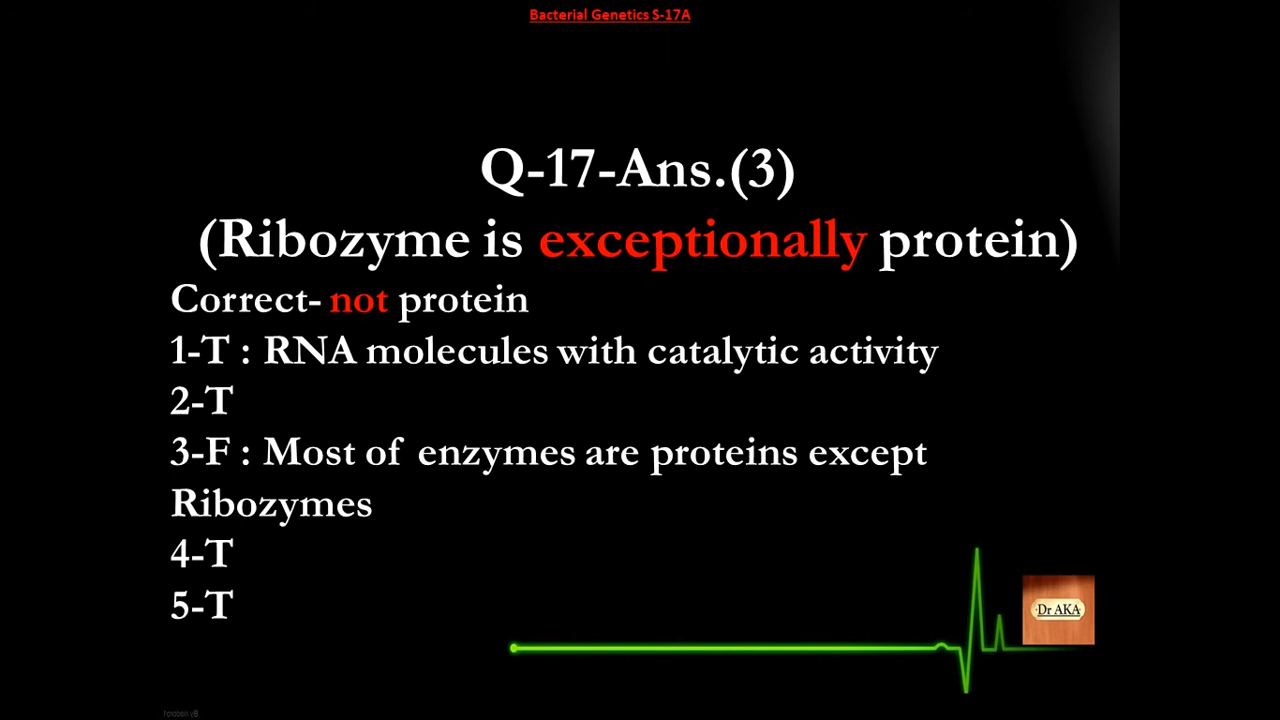 Bacterial Genetics S-17A
Q-17-Ans.(3)
(Ribozyme is exceptionally protein)
Correct- not protein
1-T : RNA molecules with catalytic activity
2-T
3-F : Most of enzymes are proteins except
Ribozymes
4-T
5-T
Dr AKA